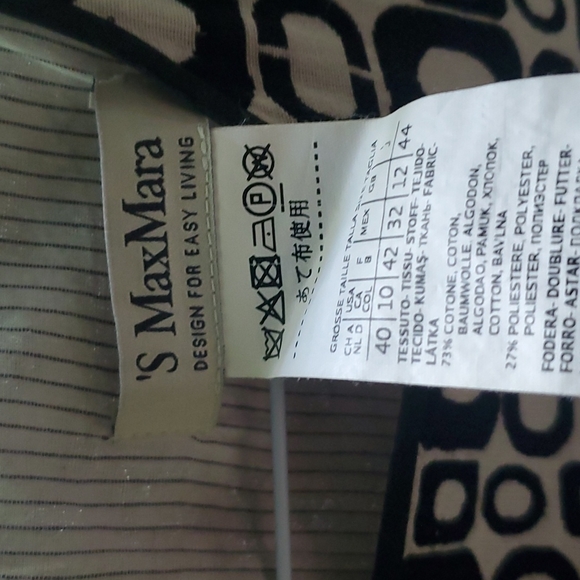 'S MaxMara
DESIGN FOR EASY LIVING
P
あて布使用
GROSSE TAILLE TALLA
CH A USA F MEX GB
NL D CA B
COL
40 10 42 32 12 44
TESSUTO- TISSU- STOFF- TEJIDO-
TECIDO- KUMAŞ- ТКАНЬ- FABRIC-
LÁTKA
73% COTONE, COTON,
BAUMWOLLE, ALGODON,
ALGODAO, PAMUK, ХЛОПОК,
COTTON, BAVLNA
27% POLIESTERE, POLYESTER,
POLIESTER, ПОЛИЭСТЕР
FODERA- DOUBLURE- FUTTER-
FORRO- ASTAR-